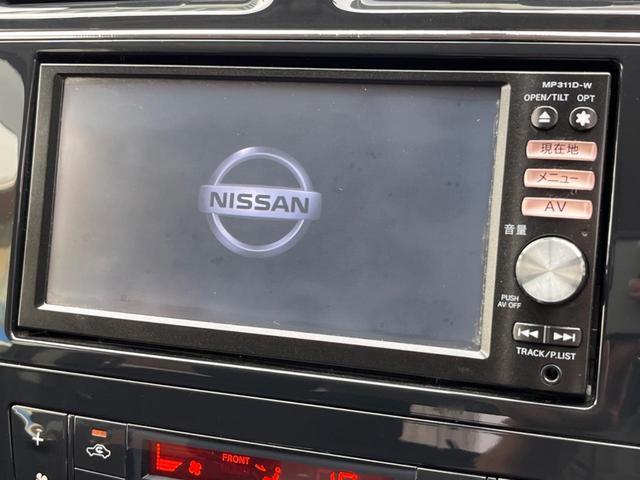 MP311D-W
OPEN/TILT OPT
現在地
メニュー
AV
NISSAN
音量
PUSH
AV OFF
TRACK/P.LIST
FRONT